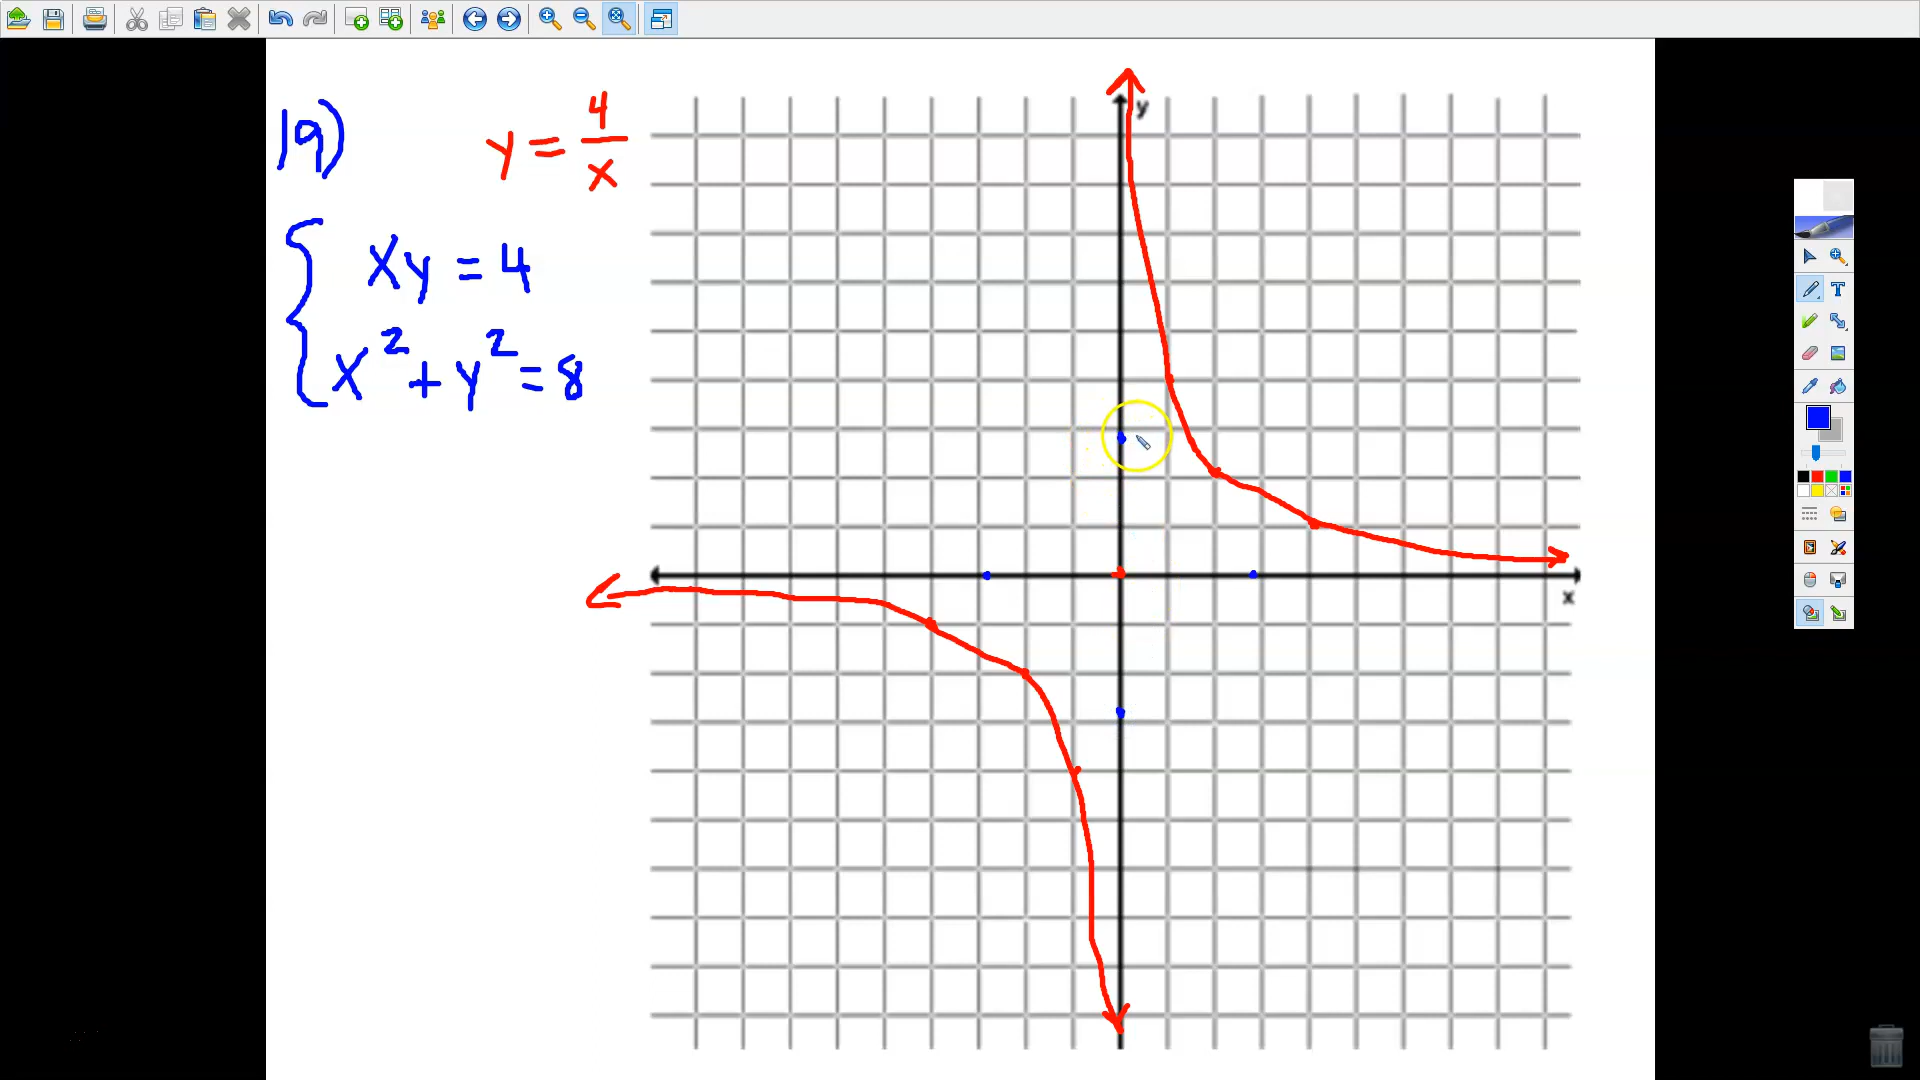 19)
y = 4/x
xy = 4
x² + y² = 8
y
x
T